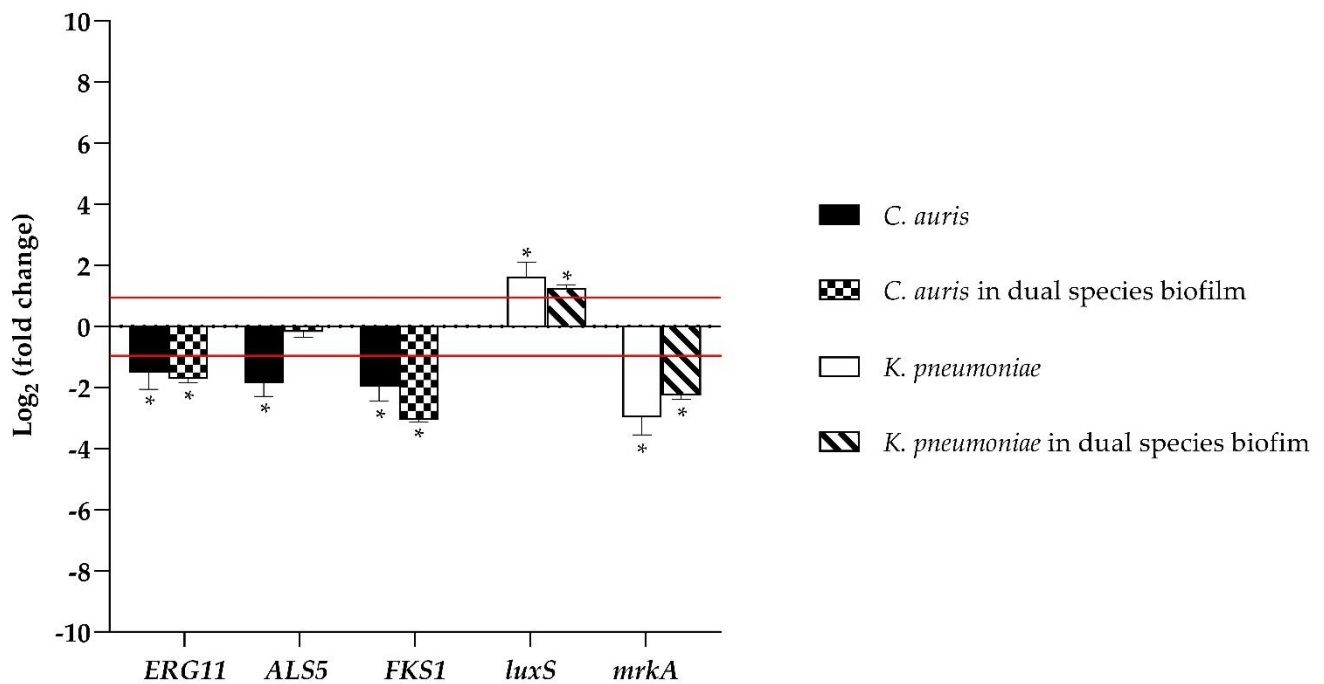 Log₂ (fold change)
10
8
6
4
2
0
-2
-4
-6
-8
-10
* * * * * * * * *
ERG11 ALS5 FKS1 luxS mrkA
C. auris
C. auris in dual species biofilm
K. pneumoniae
K. pneumoniae in dual species biofim